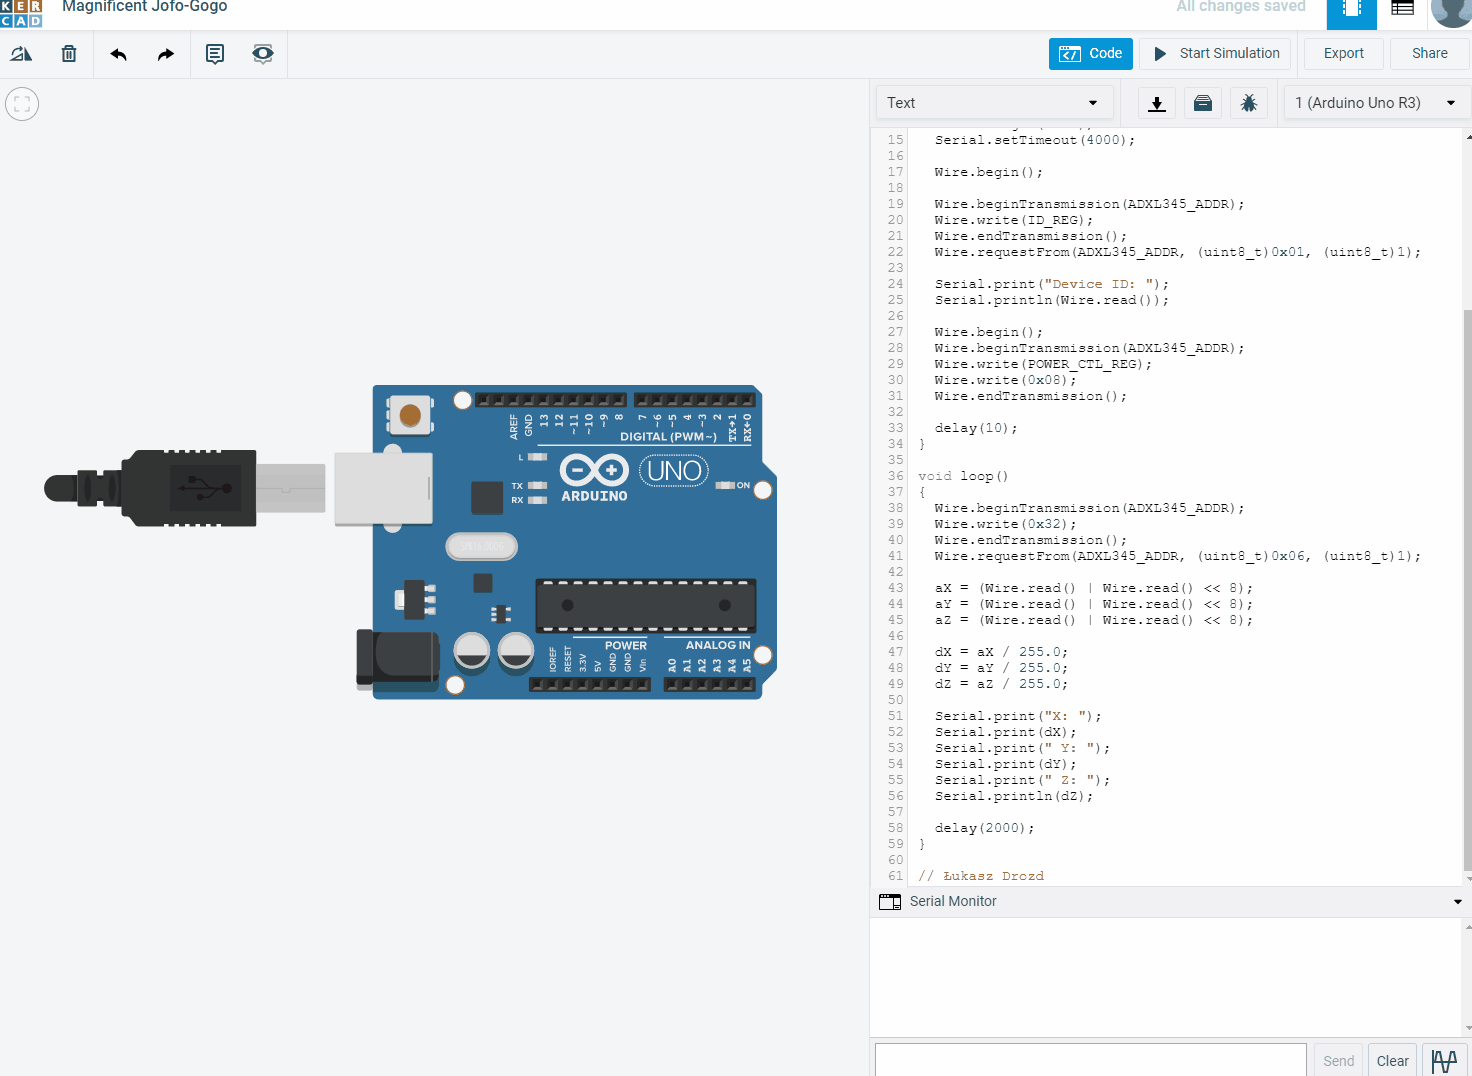 KER
CAD
Magnificent Jofo-Gogo
All changes saved
Code
Start Simulation
Export
Share
Text
1 (Arduino Uno R3)
15 Serial.setTimeout(4000);
16
17 Wire.begin();
18
19 Wire.beginTransmission(ADXL345_ADDR);
20 Wire.write(ID_REG);
21 Wire.endTransmission();
22 Wire.requestFrom(ADXL345_ADDR, (uint8_t)0x01, (uint8_t)1);
23
24 Serial.print("Device ID: ");
25 Serial.println(Wire.read());
26
27 Wire.begin();
28 Wire.beginTransmission(ADXL345_ADDR);
29 Wire.write(POWER_CTL_REG);
30 Wire.write(0x08);
31 Wire.endTransmission();
32
33 delay(10);
34 }
35
36 void loop()
37 {
38 Wire.beginTransmission(ADXL345_ADDR);
39 Wire.write(0x32);
40 Wire.endTransmission();
41 Wire.requestFrom(ADXL345_ADDR, (uint8_t)0x06, (uint8_t)1);
42
43 aX = (Wire.read() | Wire.read() << 8);
44 aY = (Wire.read() | Wire.read() << 8);
45 aZ = (Wire.read() | Wire.read() << 8);
46
47 dX = aX / 255.0;
48 dY = aY / 255.0;
49 dZ = aZ / 255.0;
50
51 Serial.print("X: ");
52 Serial.print(dX);
53 Serial.print(" Y: ");
54 Serial.print(dY);
55 Serial.print(" Z: ");
56 Serial.println(dZ);
57
58 delay(2000);
59 }
60
61 // Łukasz Drozd
Serial Monitor
Send
Clear
AREF
GND
13
12
~11
~10
~9
8
7
~6
~5
4
~3
2
TX→1
RX←0
DIGITAL (PWM~)
L
TX
RX
ARDUINO
UNO
ON
POWER
ANALOG IN
IOREF
RESET
3.3V
5V
GND
GND
Vin
A0
A1
A2
A3
A4
A5